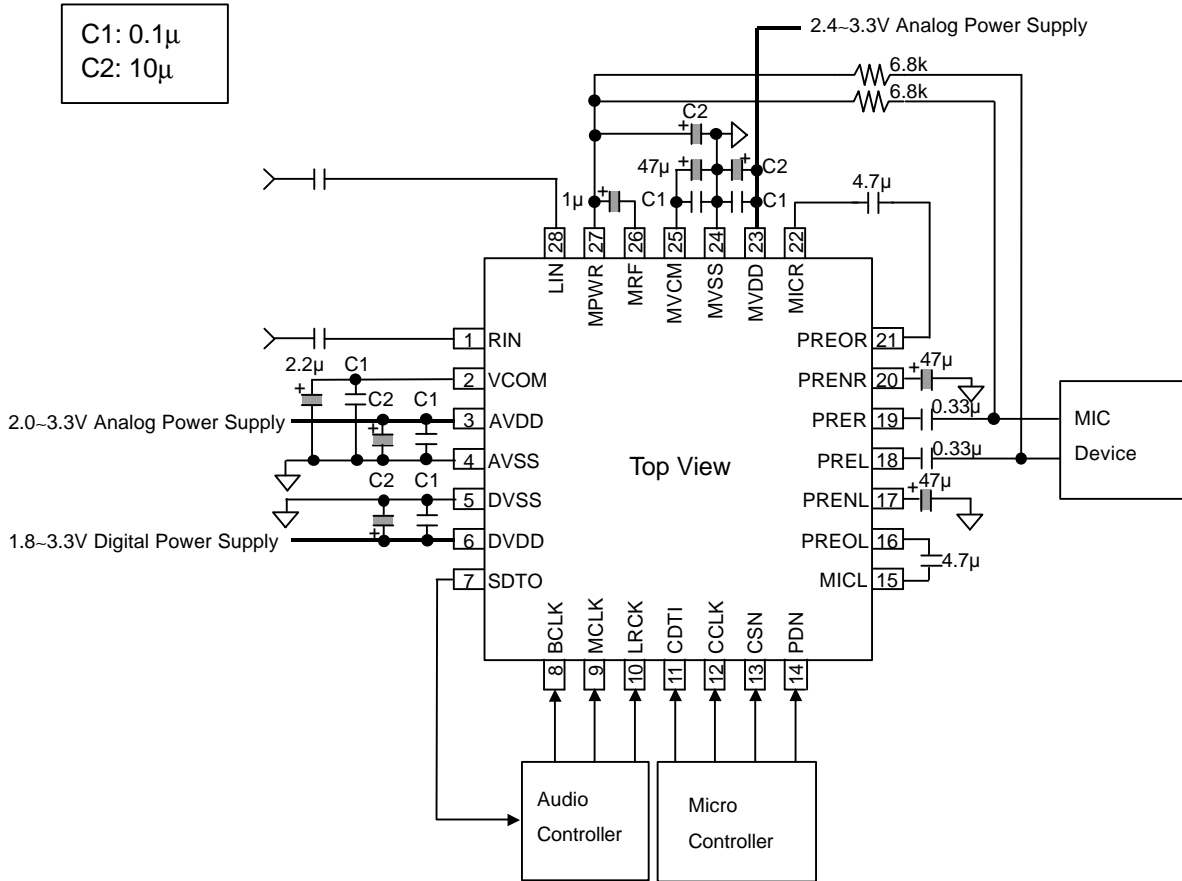 C1: 0.1µ
C2: 10µ
2.4~3.3V Analog Power Supply
6.8k
6.8k
C2
+
47µ
+
+
C2
1µ
+
C1
C1
4.7µ
28
27
26
25
24
23
22
LIN
MPWR
MRF
MVCM
MVSS
MVDD
MICR
1
RIN
PREOR
21
2.2µ
C1
+
2
VCOM
PRENR
20
+
47µ
C2
C1
2.0~3.3V Analog Power Supply
+
3
AVDD
PRER
19
0.33µ
MIC
Device
4
AVSS
Top View
PREL
18
0.33µ
C2
C1
5
DVSS
PRENL
17
+
47µ
1.8~3.3V Digital Power Supply
+
6
DVDD
PREOL
16
4.7µ
7
SDTO
MICL
15
BCLK
MCLK
LRCK
CDTI
CCLK
CSN
PDN
8
9
10
11
12
13
14
Audio
Controller
Micro
Controller